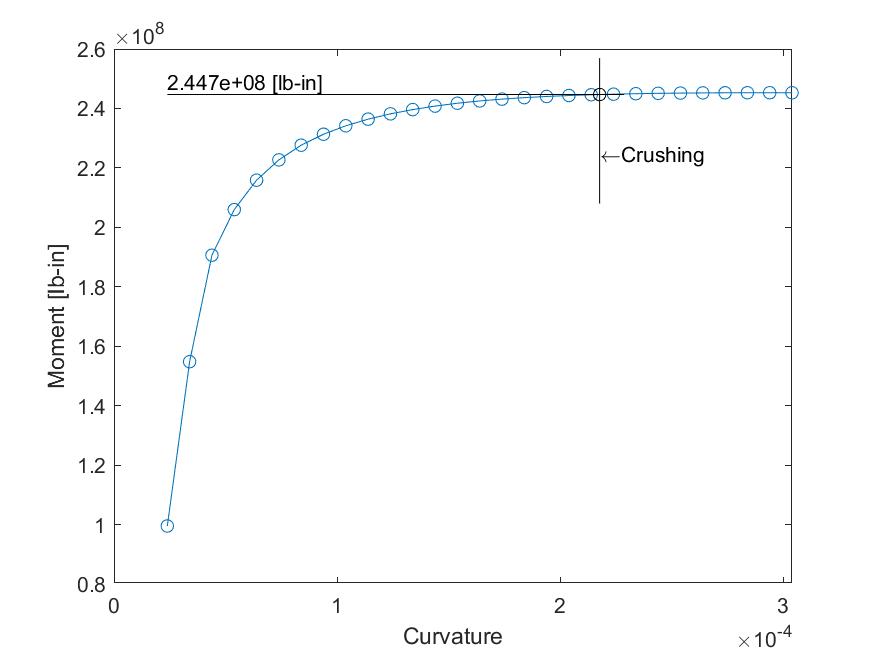 ×10^8
2.6
2.447e+08 [lb-in]
2.4
←Crushing
2.2
2
1.8
Moment [lb-in]
1.6
1.4
1.2
1
0.8
0 1 2 3
Curvature
×10^-4